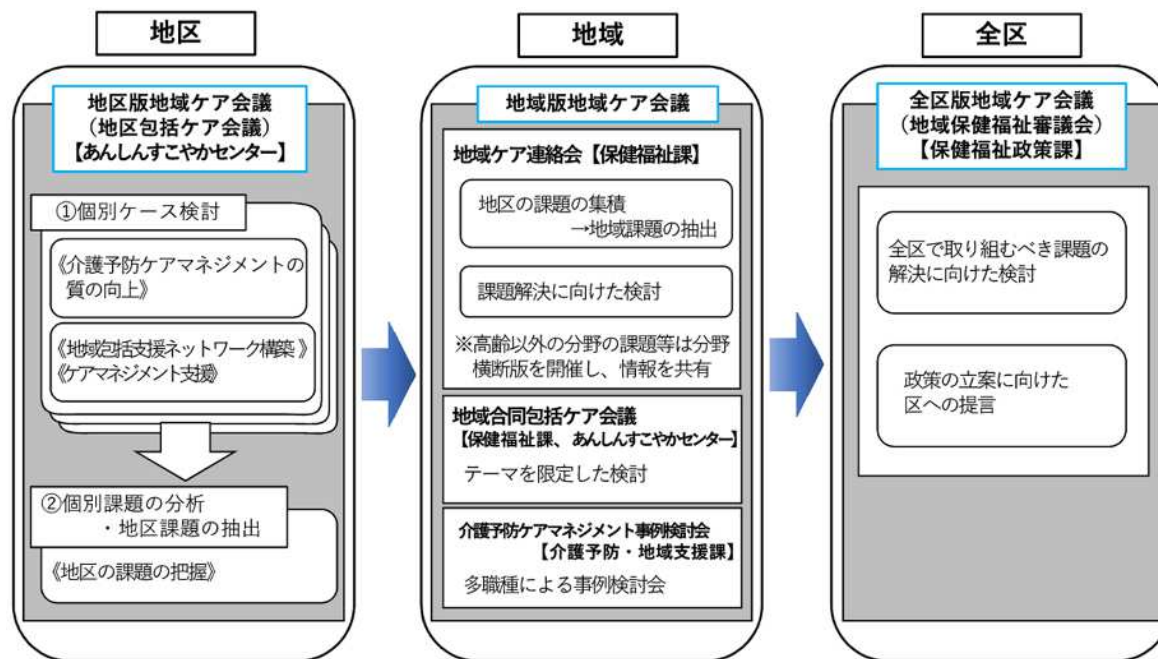 地区
地区版地域ケア会議
(地区包括ケア会議)
【あんしんすこやかセンター】
①個別ケース検討
《介護予防ケアマネジメントの
質の向上》
《地域包括支援ネットワーク構築》
《ケアマネジメント支援》
②個別課題の分析
・地区課題の抽出
《地区の課題の把握》
地域
地域版地域ケア会議
地域ケア連絡会【保健福祉課】
地区の課題の集積
→地域課題の抽出
課題解決に向けた検討
※高齢以外の分野の課題等は分野
横断版を開催し、情報を共有
地域合同包括ケア会議
【保健福祉課、あんしんすこやかセンター】
テーマを限定した検討
介護予防ケアマネジメント事例検討会
【介護予防・地域支援課】
多職種による事例検討会
全区
全区版地域ケア会議
(地域保健福祉審議会)
【保健福祉政策課】
全区で取り組むべき課題の
解決に向けた検討
政策の立案に向けた
区への提言